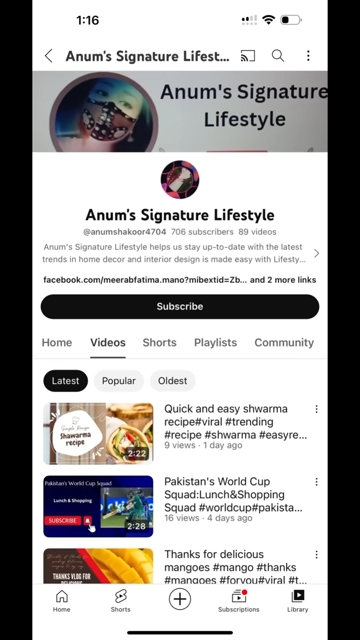 1:16
Anum's Signature Lifest...
Anum's Signature
Lifestyle
Anum's Signature Lifestyle
@anumshakoor4704 706 subscribers 89 videos
Anum's Signature Lifestyle helps us stay up-to-date with the latest
trends in home decor and interior design is made easy with Lifesty...
facebook.com/meerabfatima.mano?mibextid=Zb... and 2 more links
Subscribe
Home Videos Shorts Playlists Community
Latest Popular Oldest
Simple Recipe
Shawarma
recipe
2:22
Quick and easy shwarma
recipe#viral #trending
#recipe #shwarma #easyre...
9 views · 1 day ago
Pakistan's World Cup Squad
Lunch & Shopping
SUBSCRIBE
2:28
Pakistan's World Cup
Squad:Lunch&Shopping
Squad #worldcup#pakista...
16 views · 4 days ago
THANKS VLOG FOR
Thanks for delicious
mangoes #mango #thanks
#mangoes #foryou#viral #t...
Home Shorts Subscriptions Library